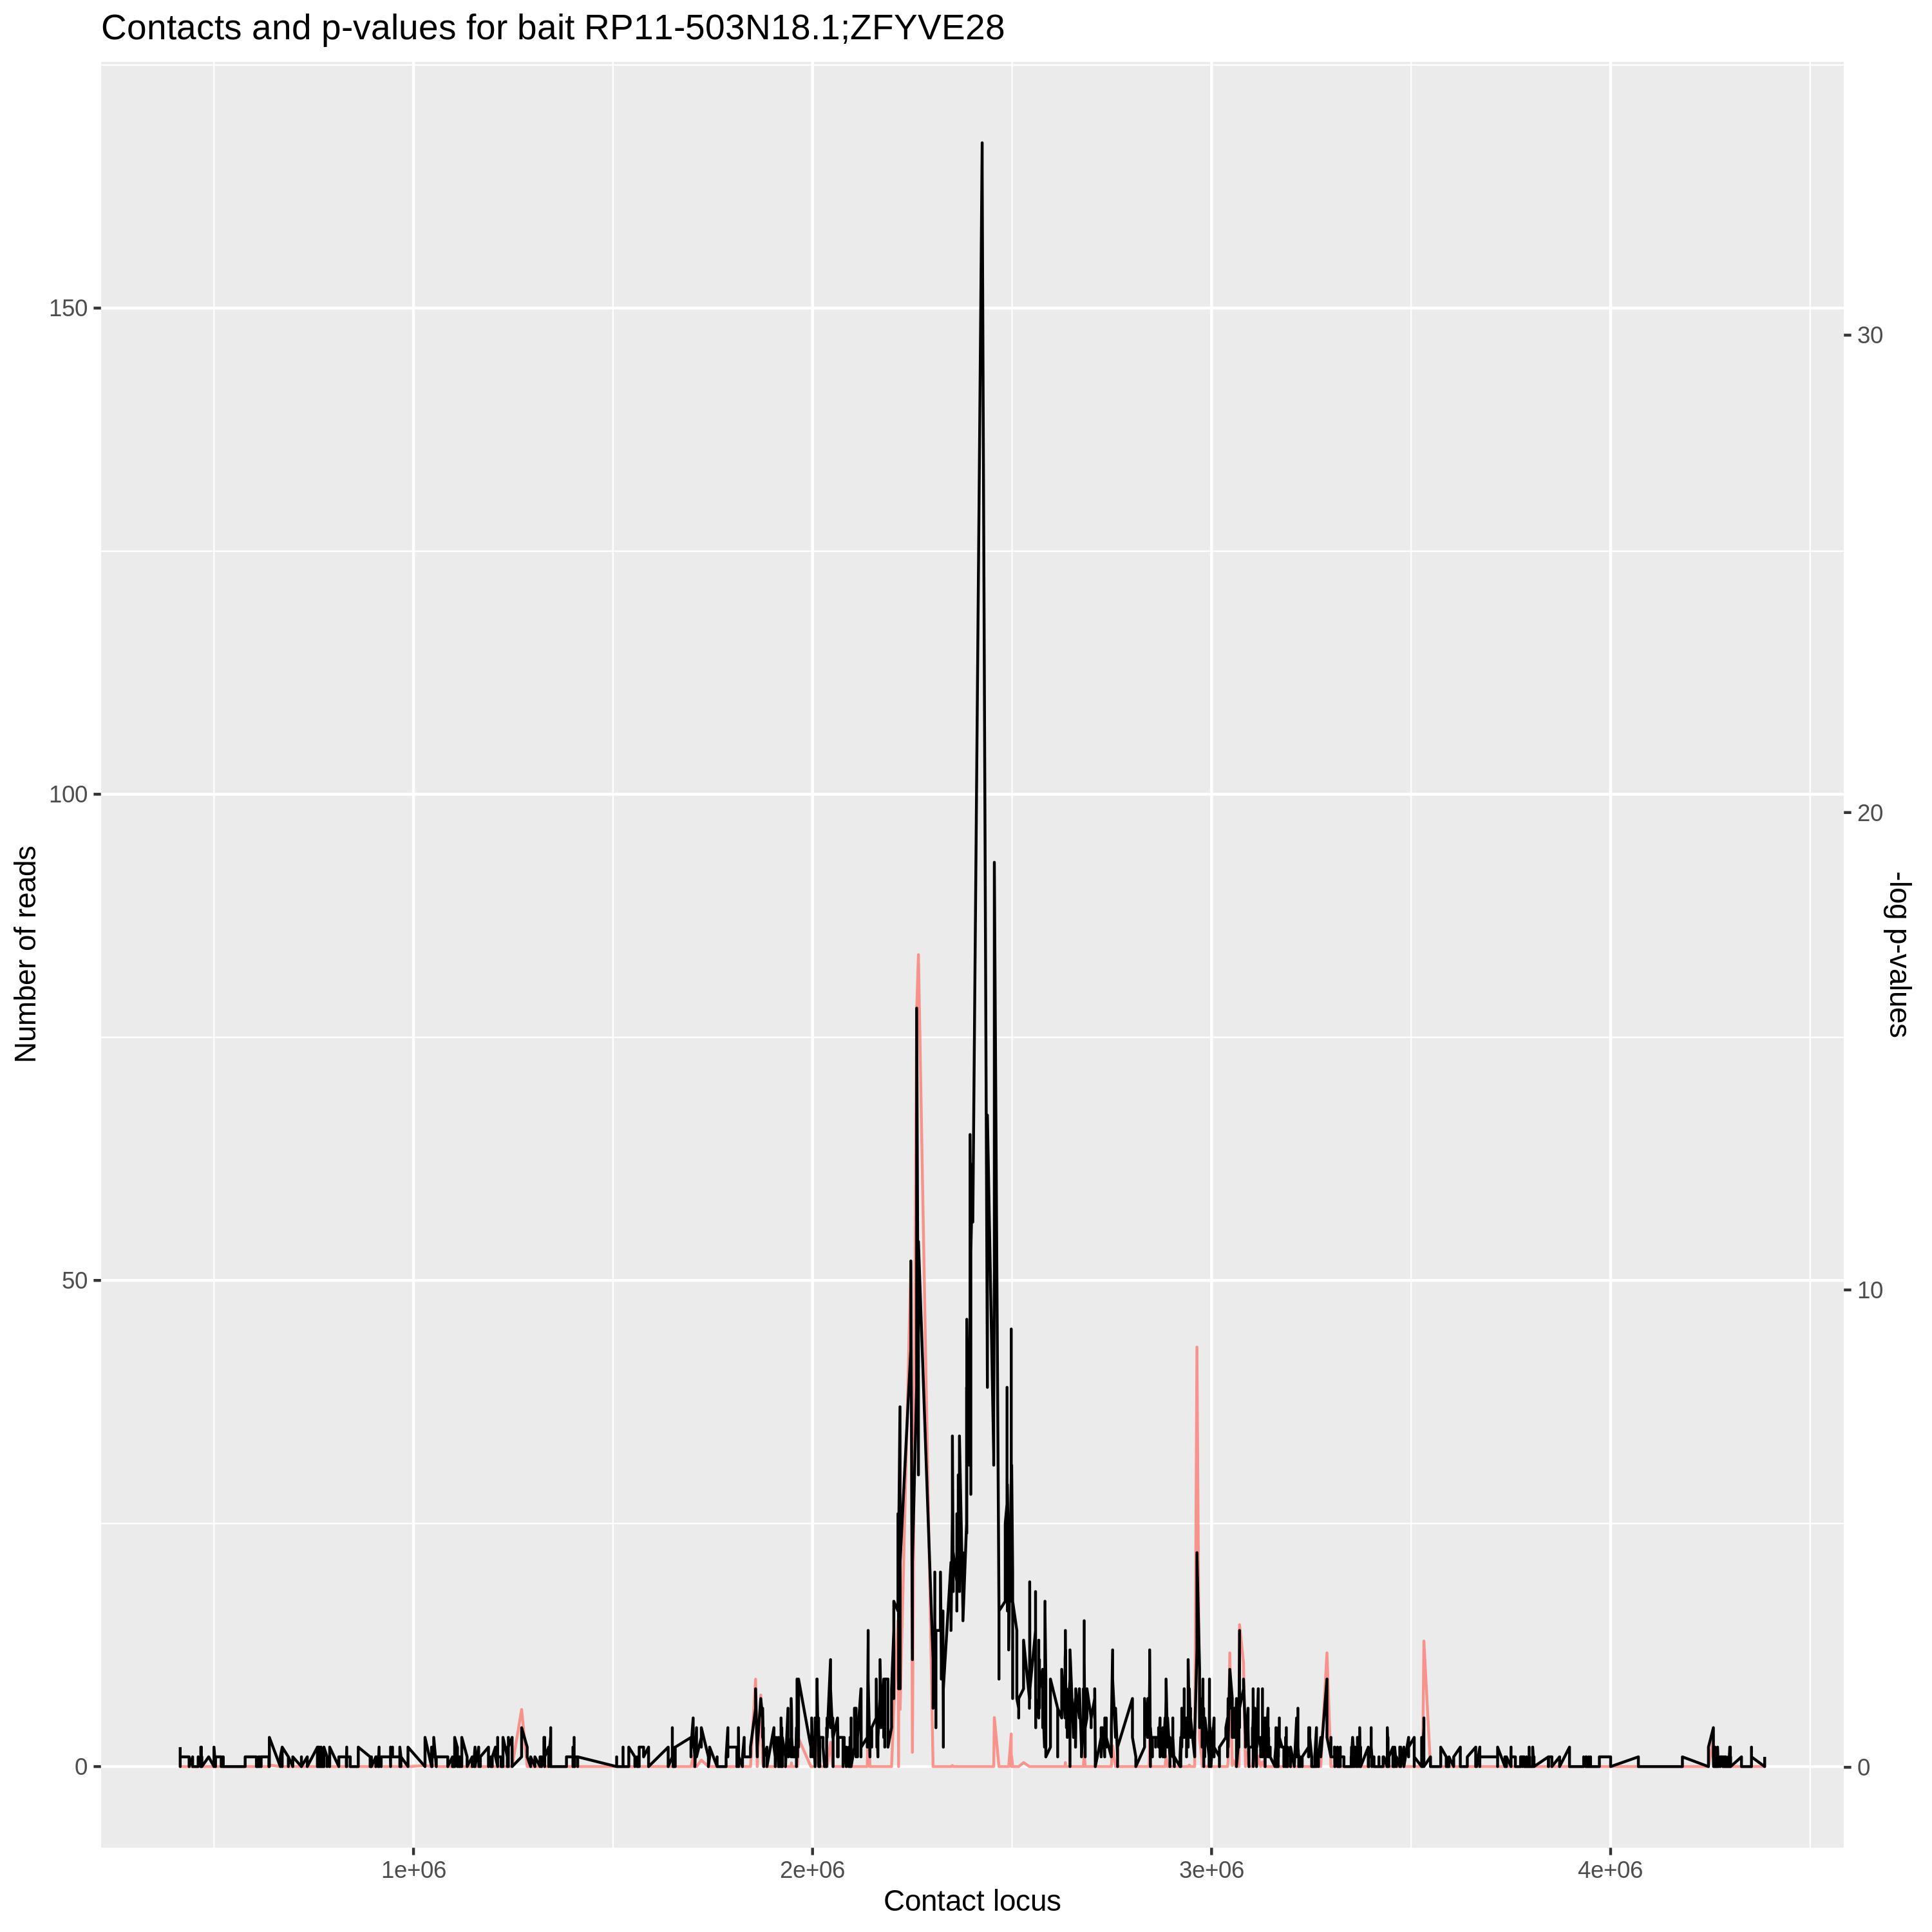 Contacts and p-values for bait RP11-503N18.1;ZFYVE28
Number of reads
150
100
50
0
30
20
10
0
-log p-values
1e+06
2e+06
3e+06
4e+06
Contact locus